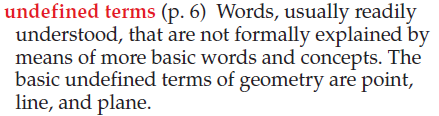 undefined terms (p. 6) Words, usually readily
understood, that are not formally explained by
means of more basic words and concepts. The
basic undefined terms of geometry are point,
line, and plane.